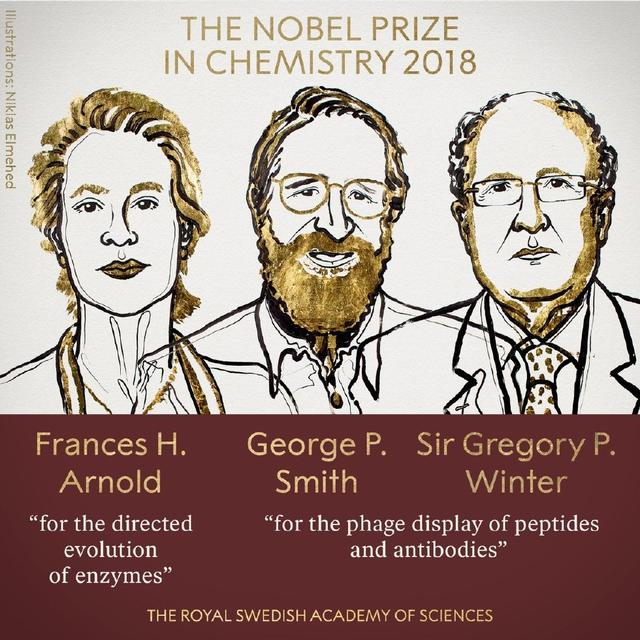 Illustrations: Niklas Elmehed
THE NOBEL PRIZE
IN CHEMISTRY 2018
Frances H.
Arnold
“for the directed
evolution
of enzymes”
George P.
Smith
Sir Gregory P.
Winter
“for the phage display of peptides
and antibodies”
THE ROYAL SWEDISH ACADEMY OF SCIENCES